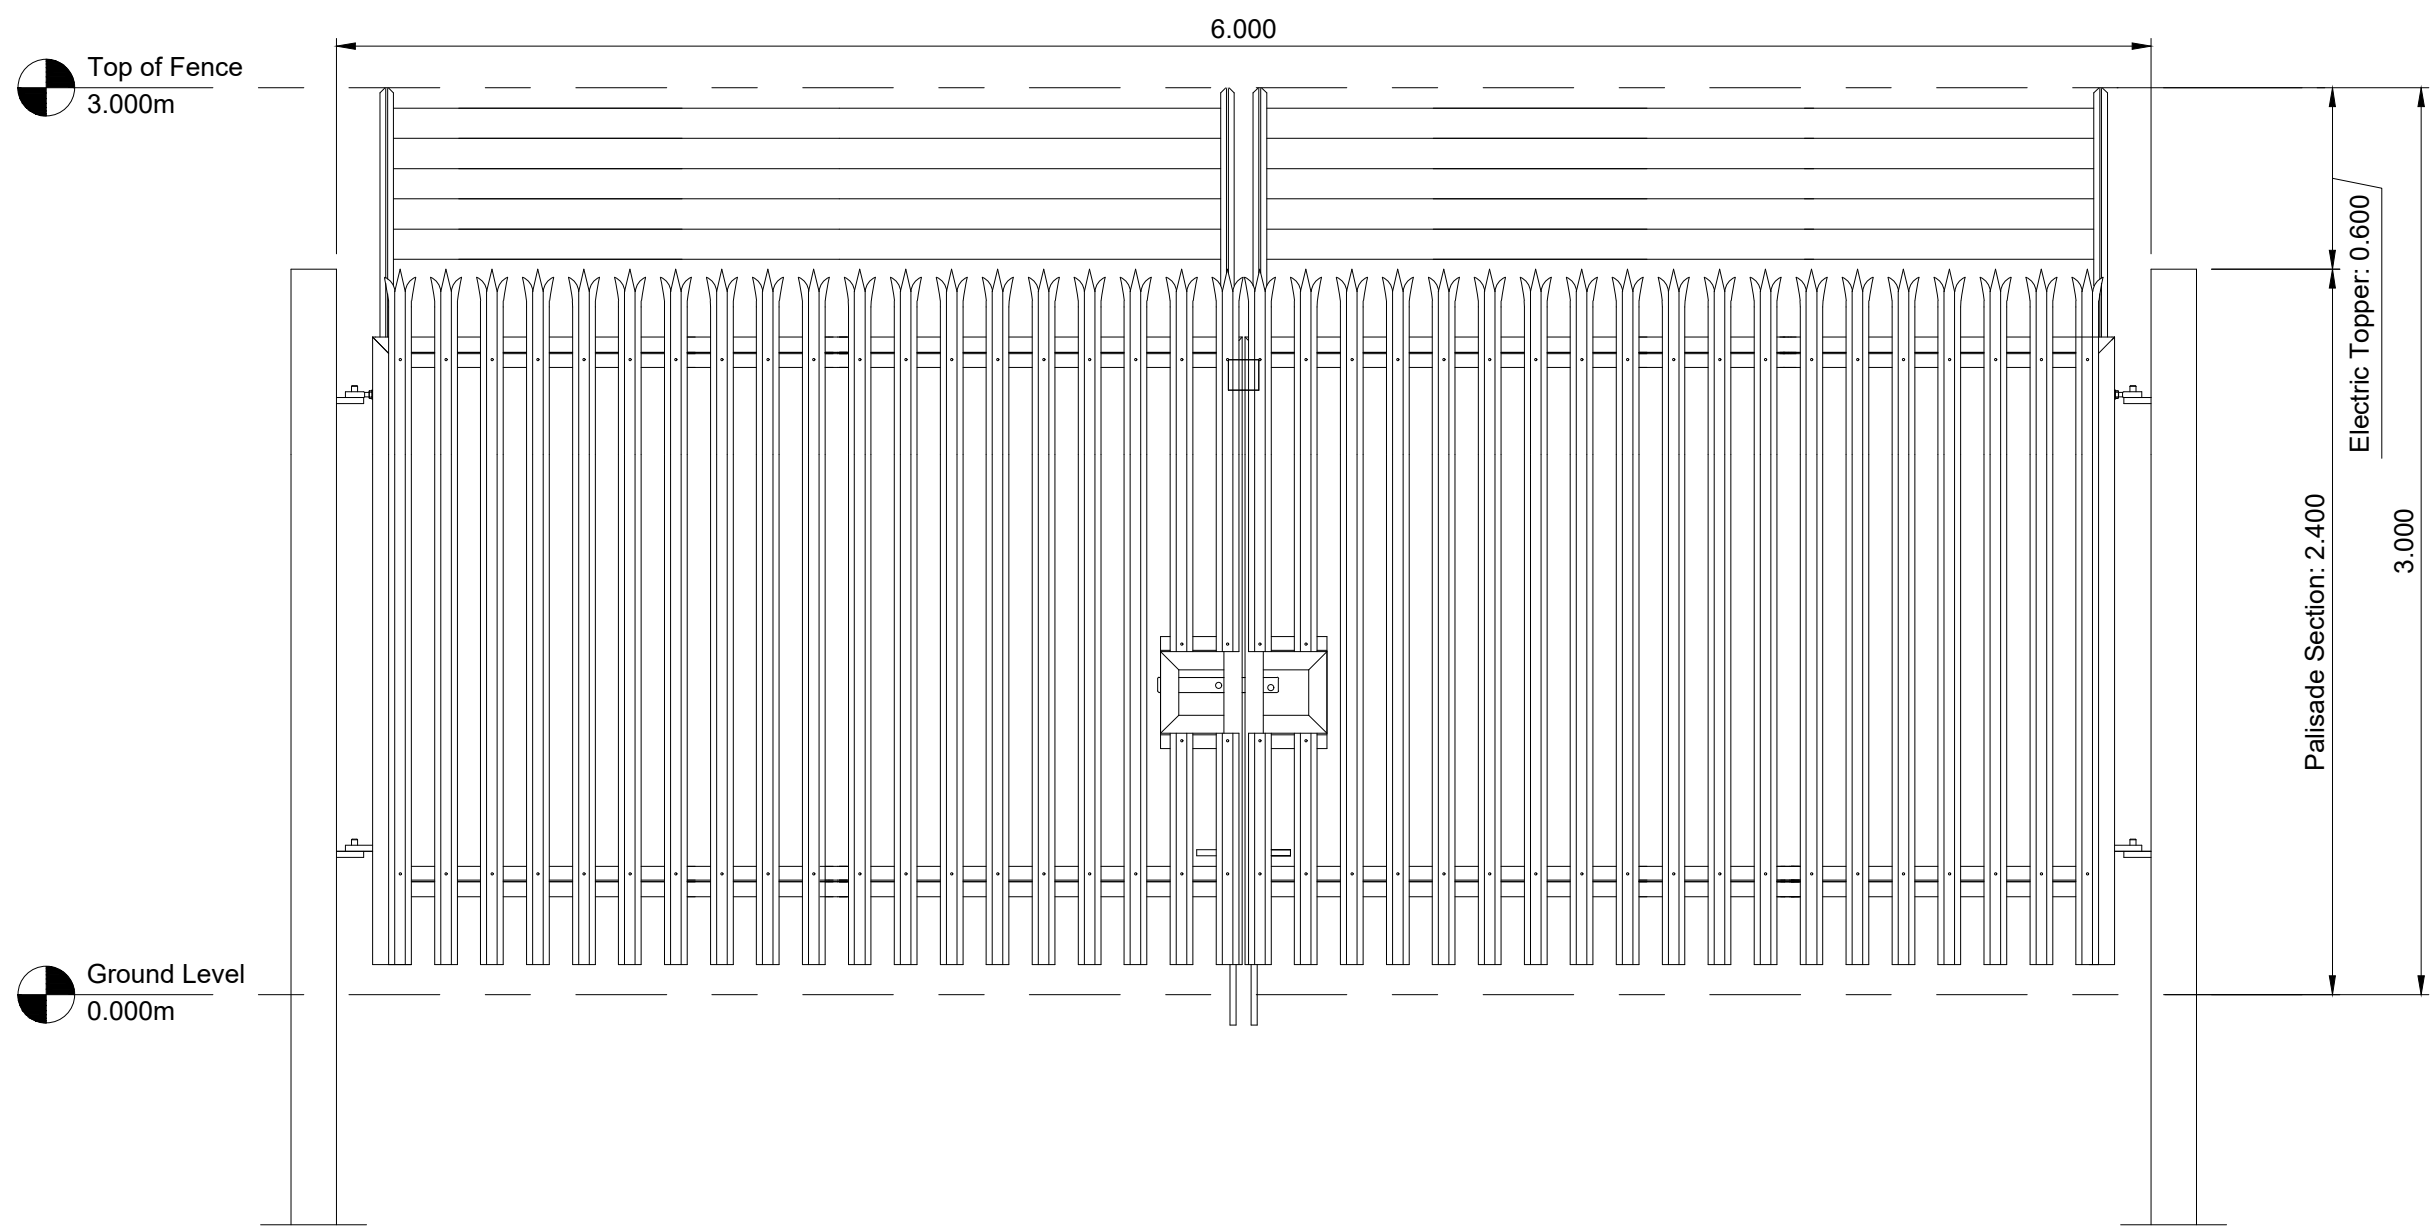 6.000
Top of Fence
3.000m
Electric Topper: 0.600
Palisade Section: 2.400
3.000
Ground Level
0.000m